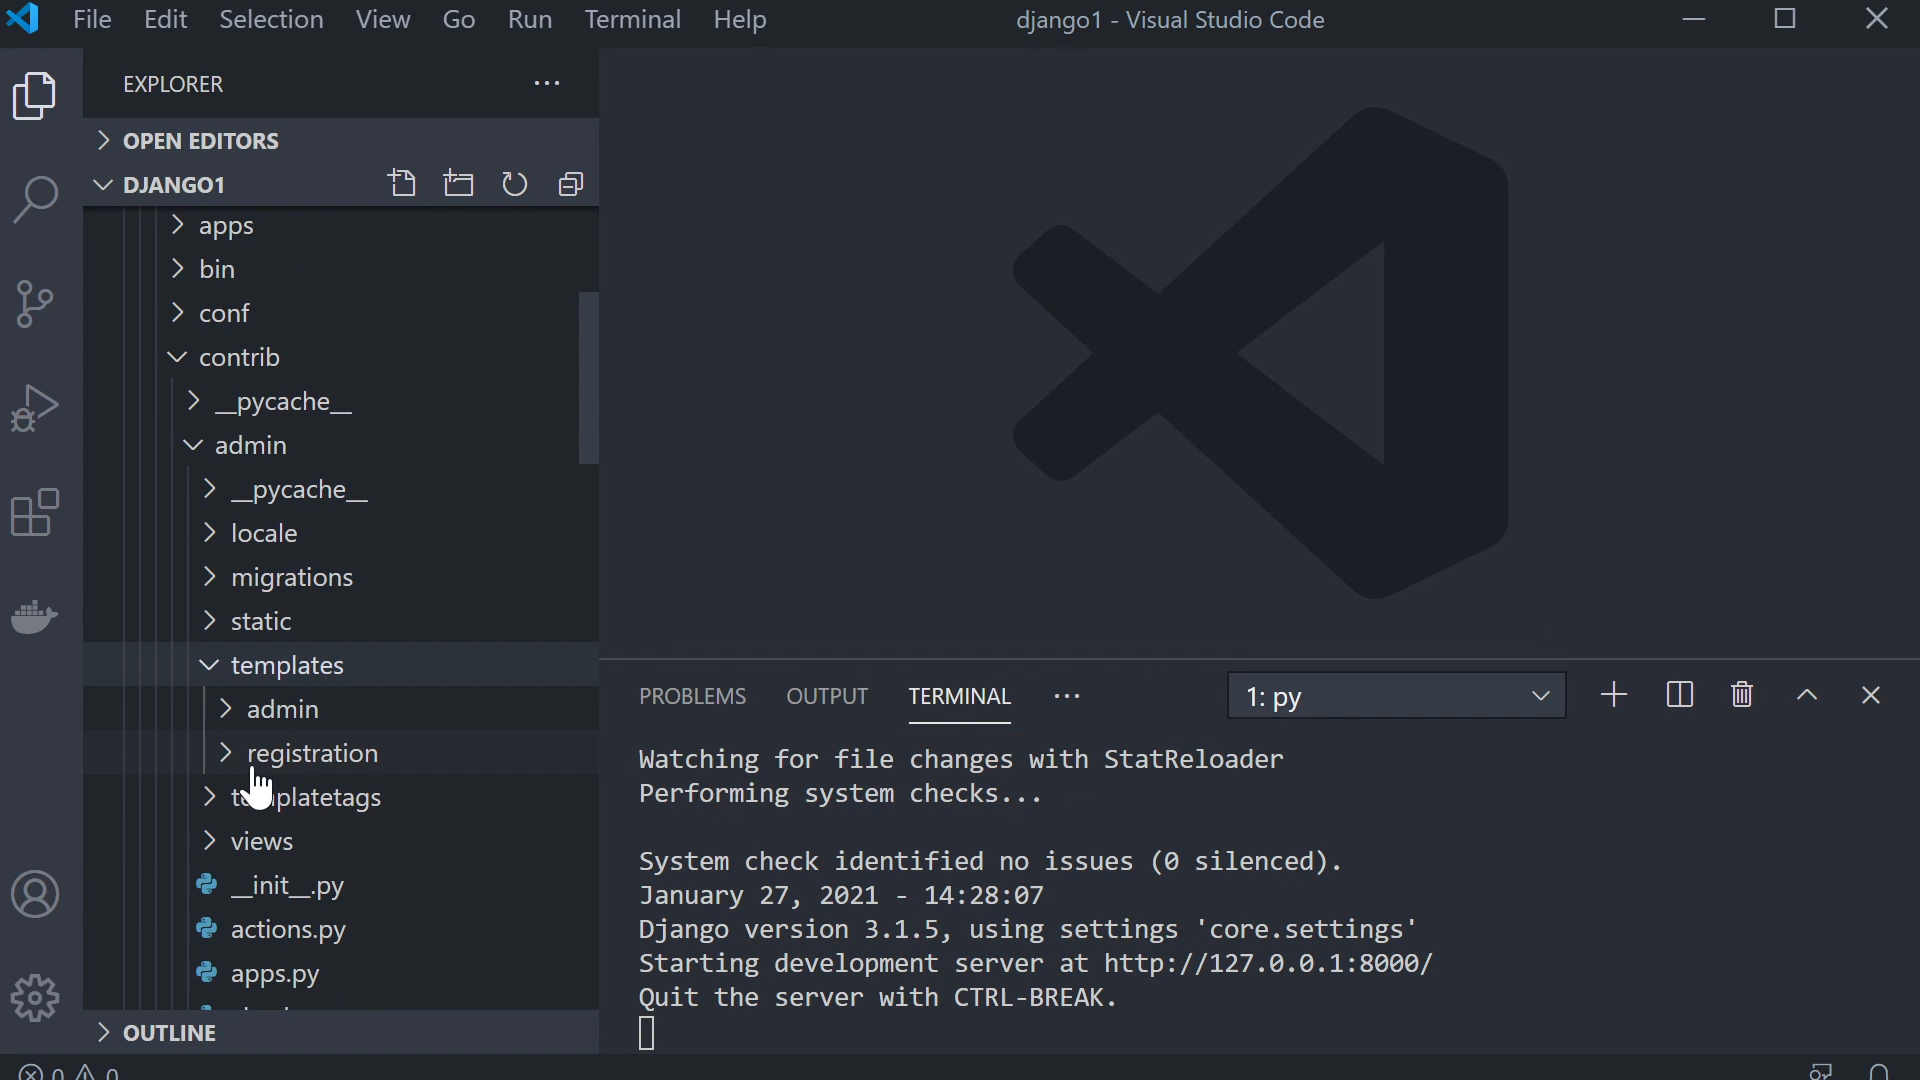 File Edit Selection View Go Run Terminal Help
django1 - Visual Studio Code
EXPLORER
OPEN EDITORS
DJANGO1
apps
bin
conf
contrib
__pycache__
admin
__pycache__
locale
migrations
static
templates
admin
registration
views
__init__.py
actions.py
apps.py
OUTLINE
0 0
PROBLEMS OUTPUT TERMINAL
1: py
Watching for file changes with StatReloader
Performing system checks...
System check identified no issues (0 silenced).
January 27, 2021 - 14:28:07
Django version 3.1.5, using settings 'core.settings'
Starting development server at http://127.0.0.1:8000/
Quit the server with CTRL-BREAK.